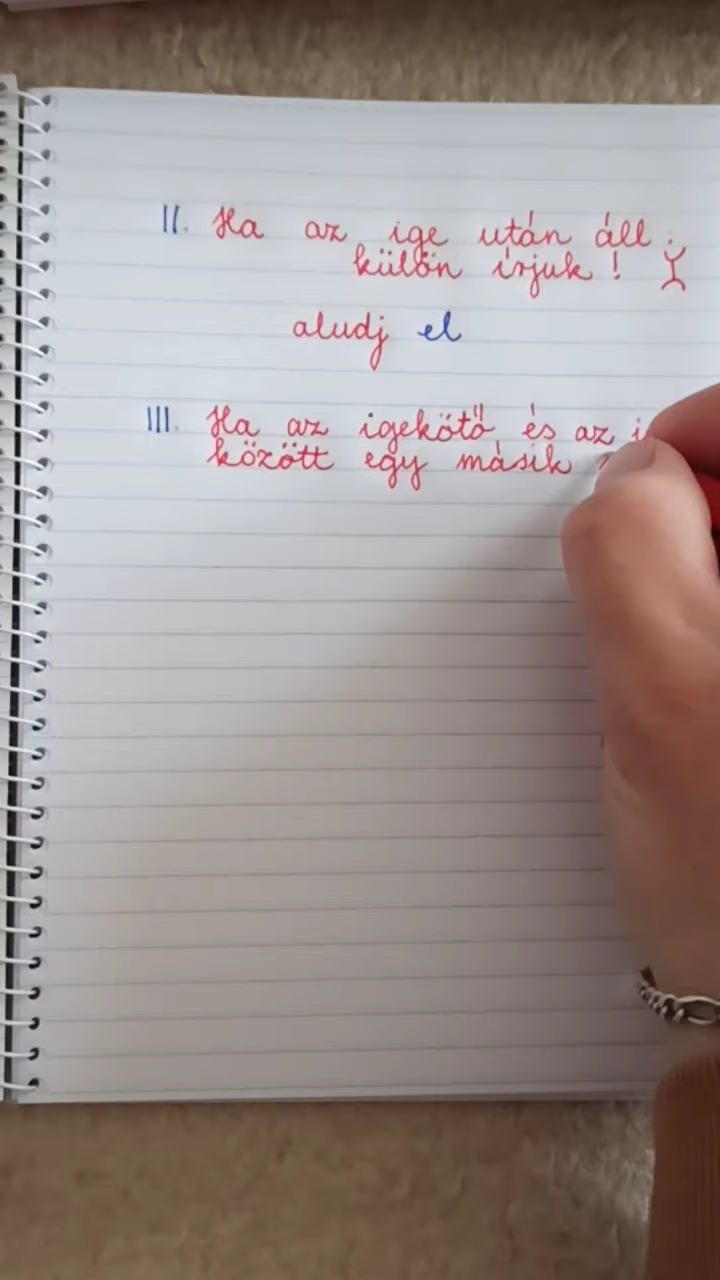 II. Ha az ige után áll :
külön írjuk !
aludj el
III. Ha az igekötő és az
között egy másik